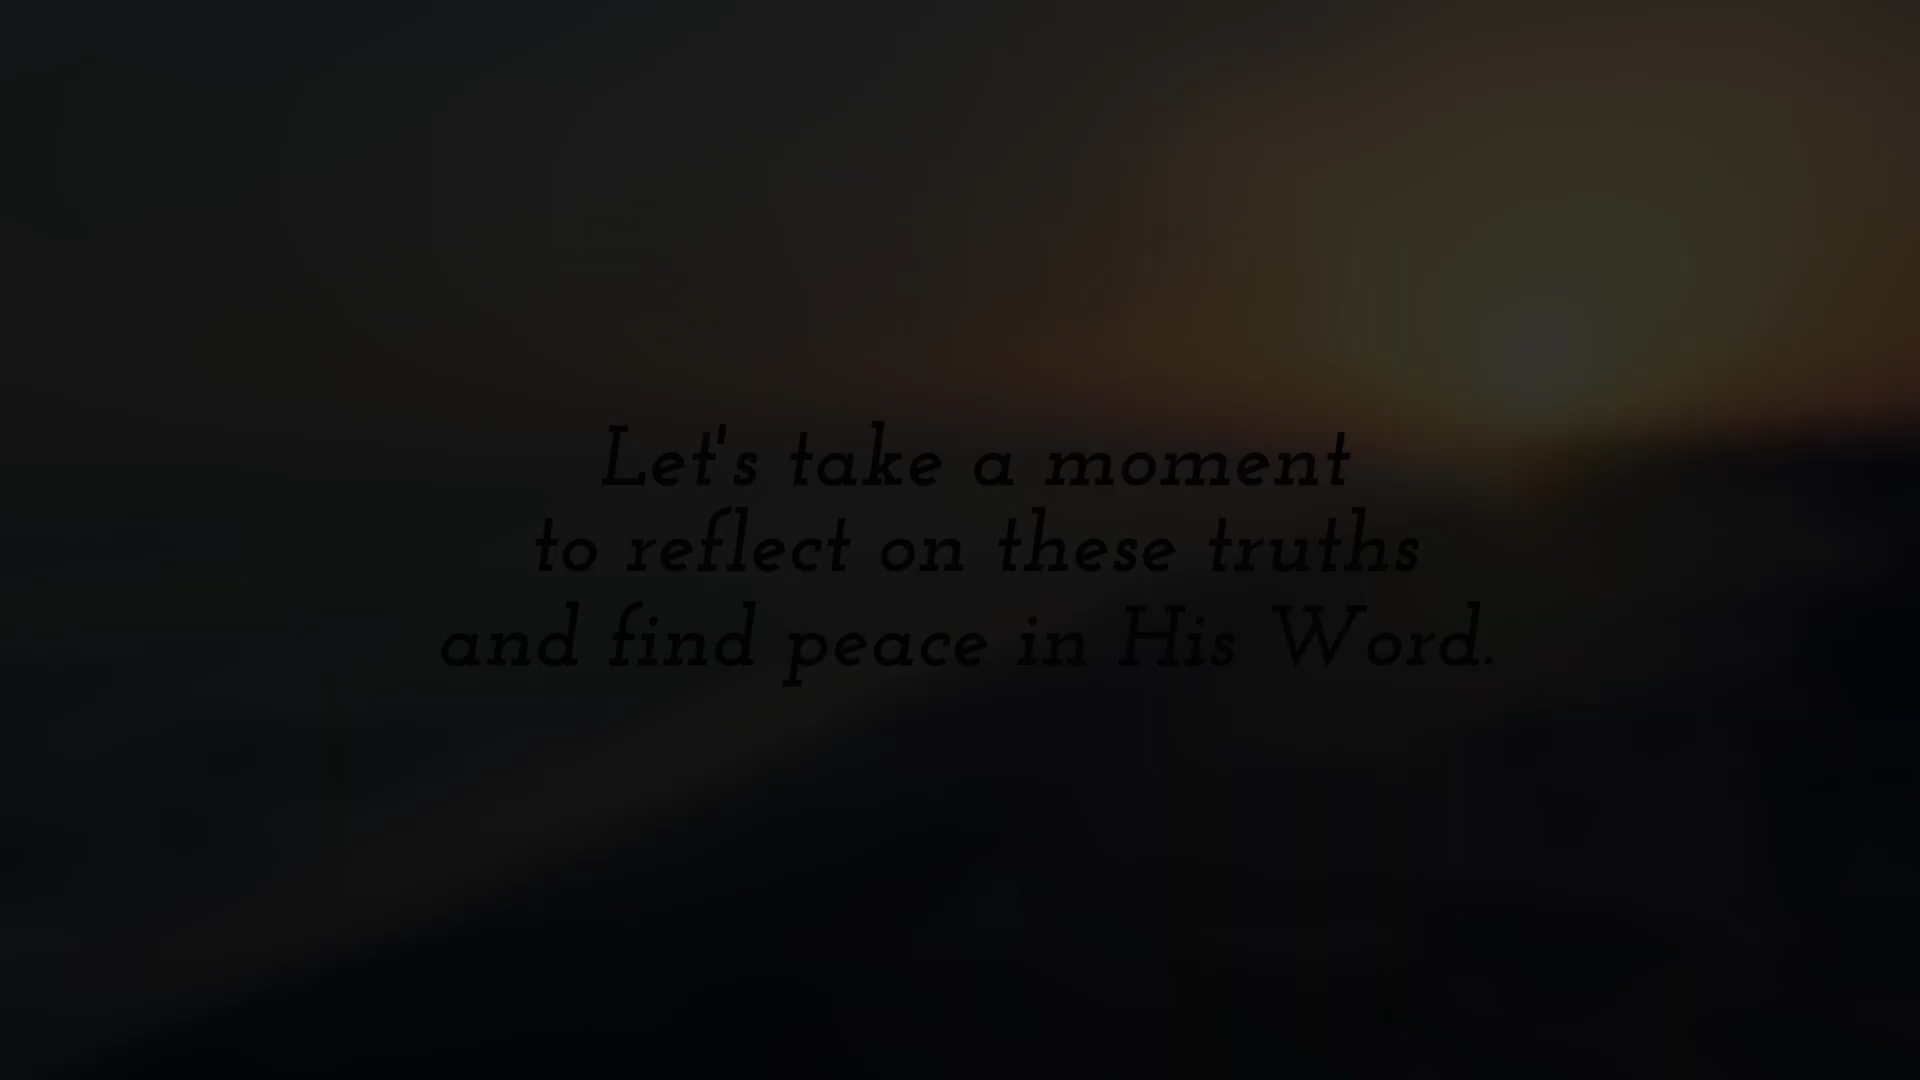 Let's take a moment
to reflect on these truths
and find peace in His Word.